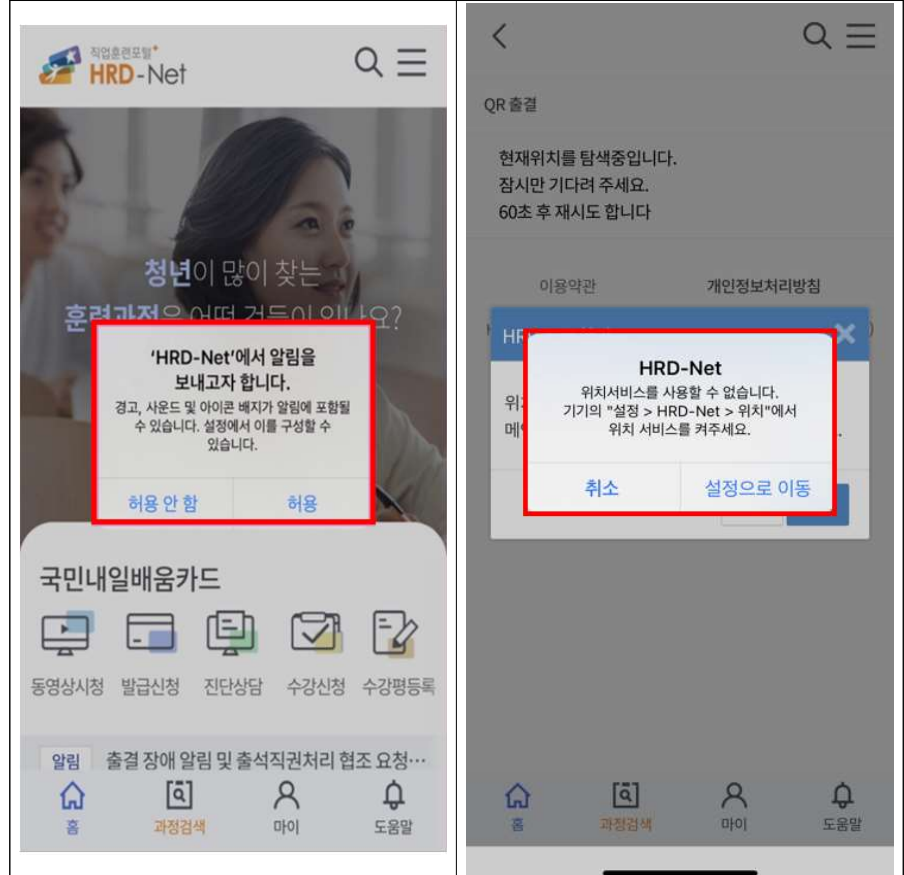 직업훈련포털+
HRD-Net
청년이 많이 찾는
훈련과정은 어떤 것들이 있나요?
'HRD-Net'에서 알림을
보내고자 합니다.
경고, 사운드 및 아이콘 배지가 알림에 포함될
수 있습니다. 설정에서 이를 구성할 수
있습니다.
허용 안 함 허용
국민내일배움카드
동영상시청 발급신청 진단상담 수강신청 수강평등록
알림 출결 장애 알림 및 출석직권처리 협조 요청…
홈 과정검색 마이 도움말
QR 출결
현재위치를 탐색중입니다.
잠시만 기다려 주세요.
60초 후 재시도 합니다
이용약관 개인정보처리방침
HRD-Net
위치서비스를 사용할 수 없습니다.
기기의 "설정 > HRD-Net > 위치"에서
위치 서비스를 켜주세요.
취소 설정으로 이동
홈 과정검색 마이 도움말